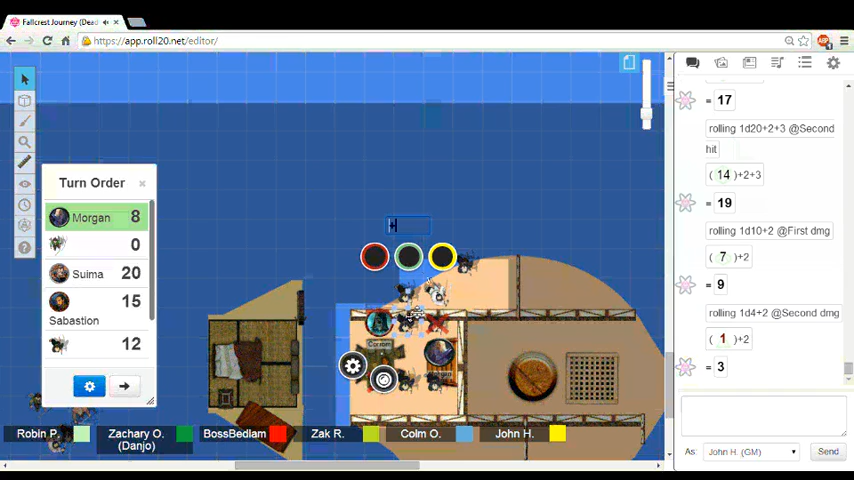 Fallcrest Journey (Dead
https://app.roll20.net/editor/
ABP
= 17
rolling 1d20+2+3 @Second
hit
( 14 )+2+3
= 19
rolling 1d10+2 @First dmg
( 7 )+2
= 9
rolling 1d4+2 @Second dmg
( 1 )+2
= 3
As:
John H. (GM)
Send
Turn Order
Morgan 8
0
Suima 20
15
Sabastion
12
Robin P.
Zachary O.
(Danjo)
BossBedlam
Zak R.
Colm O.
John H.